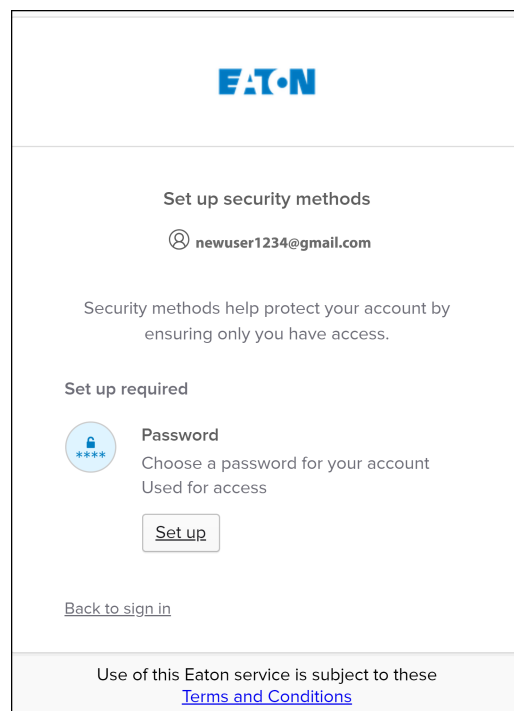 EATON
Set up security methods
newuser1234@gmail.com
Security methods help protect your account by
ensuring only you have access.
Set up required
****
Password
Choose a password for your account
Used for access
Set up
Back to sign in
Use of this Eaton service is subject to these
Terms and Conditions